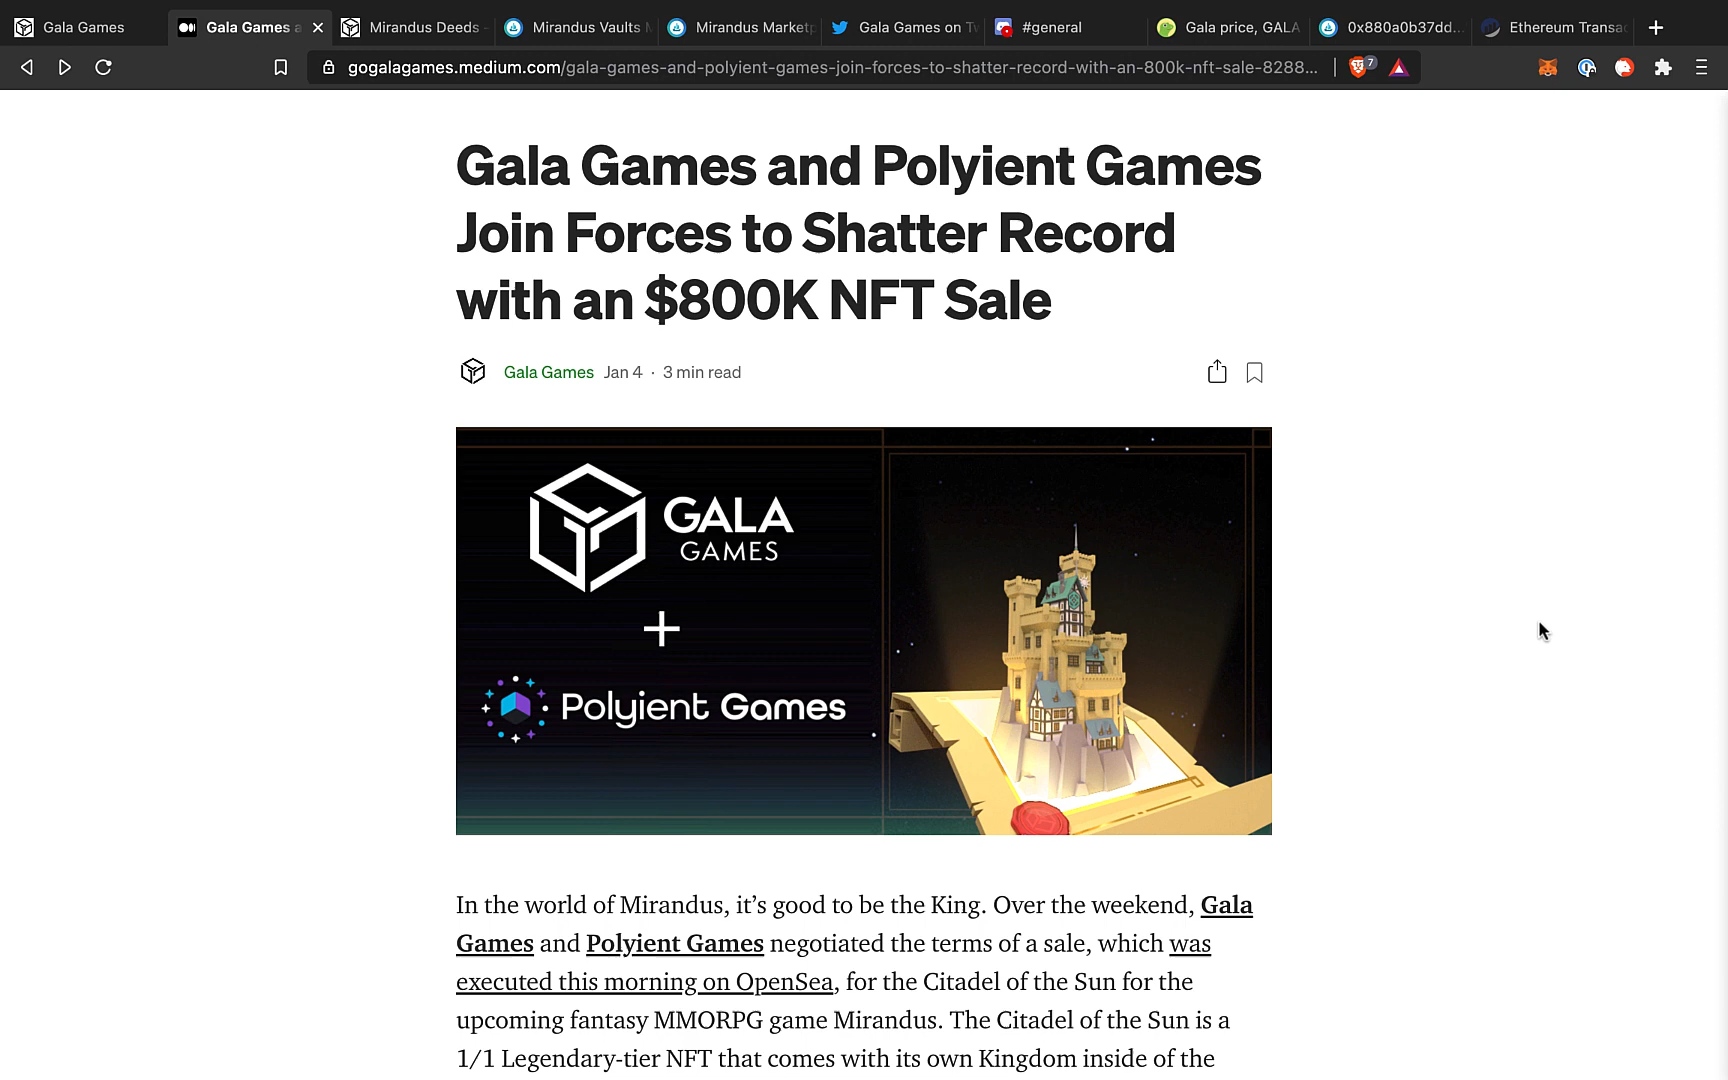 Gala Games
Gala Games a
Mirandus Deeds -
Mirandus Vaults
Mirandus Marketp
Gala Games on Tw
#general
Gala price, GALA
0x880a0b37dd...
Ethereum Transa
gogalagames.medium.com/gala-games-and-polyient-games-join-forces-to-shatter-record-with-an-800k-nft-sale-8288...
7
Gala Games and Polyient Games
Join Forces to Shatter Record
with an $800K NFT Sale
Gala Games Jan 4 · 3 min read
GALA
GAMES
+
Polyient Games
In the world of Mirandus, it’s good to be the King. Over the weekend, Gala
Games and Polyient Games negotiated the terms of a sale, which was
executed this morning on OpenSea, for the Citadel of the Sun for the
upcoming fantasy MMORPG game Mirandus. The Citadel of the Sun is a
1/1 Legendary-tier NFT that comes with its own Kingdom inside of the